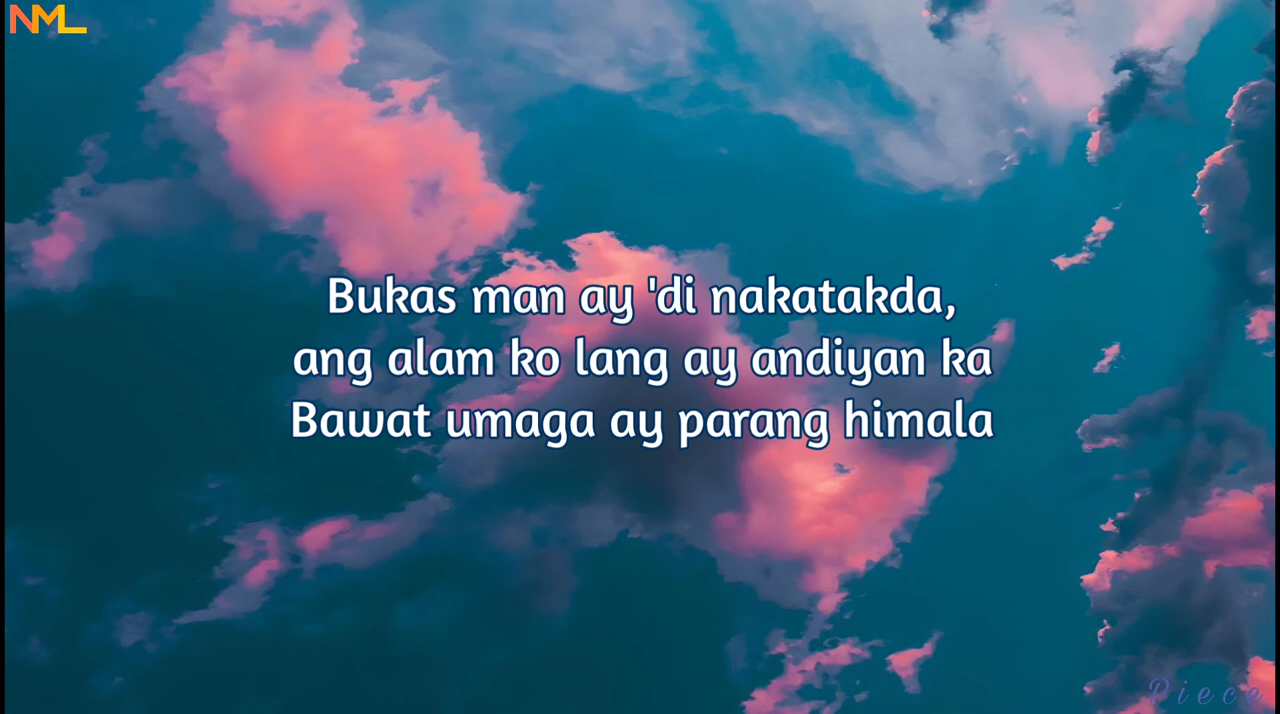 NML
Bukas man ay 'di nakatakda,
ang alam ko lang ay andiyan ka
Bawat umaga ay parang himala
Piece